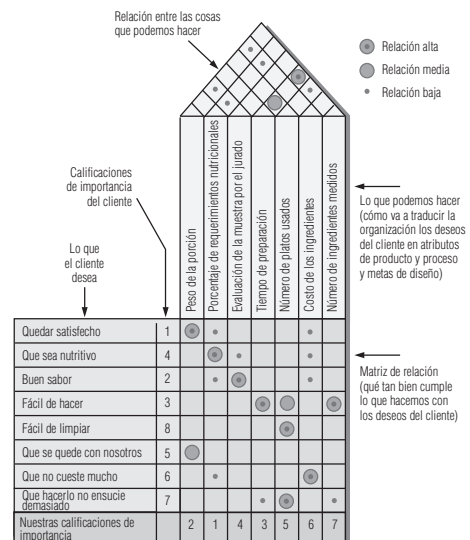 Relación entre las cosas
que podemos hacer
Relación alta
Relación media
Relación baja
Calificaciones
de importancia
del cliente
Lo que
el cliente
desea
Peso de la porción
Porcentaje de requerimientos nutricionales
Evaluación de la muestra por el jurado
Tiempo de preparación
Número de platos usados
Costo de los ingredientes
Número de ingredientes medidos
Lo que podemos hacer
(cómo va a traducir la
organización los deseos
del cliente en atributos
de producto y proceso
y metas de diseño)
Quedar satisfecho 1
Que sea nutritivo 4
Buen sabor 2
Fácil de hacer 3
Fácil de limpiar 8
Que se quede con nosotros 5
Que no cueste mucho 6
Que hacerlo no ensucie
demasiado 7
Matriz de relación
(qué tan bien cumple
lo que hacemos con
los deseos del cliente)
Nuestras calificaciones de
importancia 2 1 4 3 5 6 7